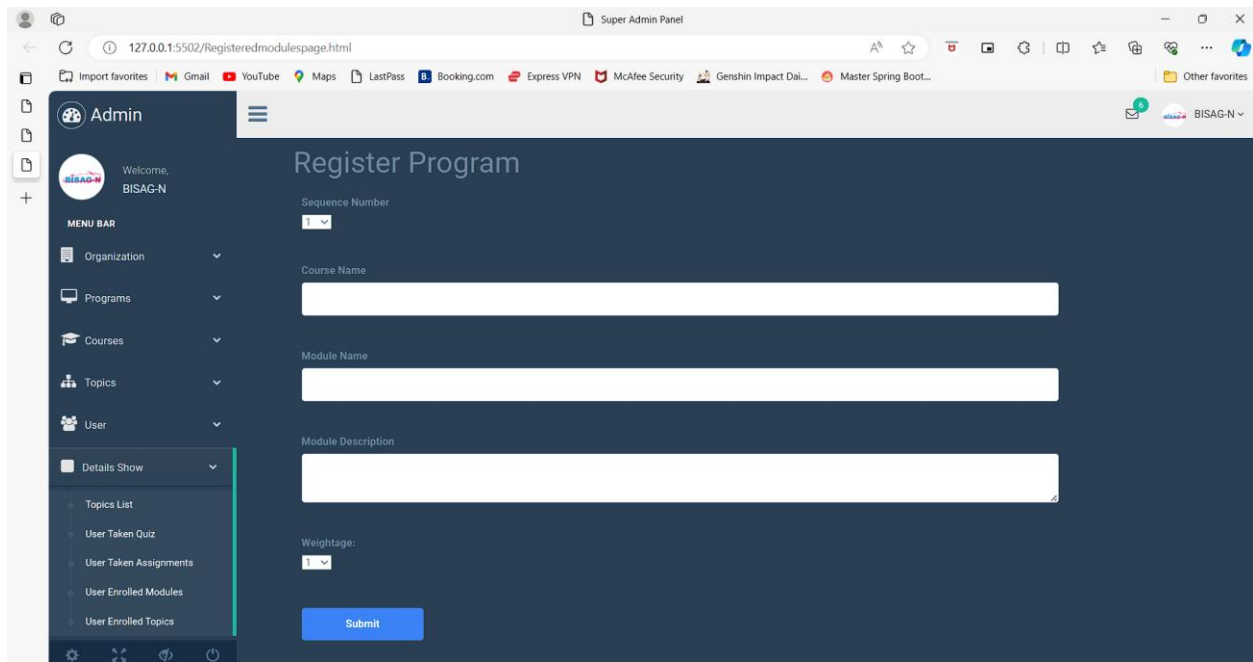 Super Admin Panel
127.0.0.1:5502/Registeredmodulespage.html
Import favorites Gmail YouTube Maps LastPass Booking.com Express VPN McAfee Security Genshin Impact Dai... Master Spring Boot... Other favorites
Admin
6
BISAG-N
BISAG-N
Welcome,
BISAG-N
MENU BAR
Organization
Programs
Courses
Topics
User
Details Show
Topics List
User Taken Quiz
User Taken Assignments
User Enrolled Modules
User Enrolled Topics
Register Program
Sequence Number
1
Course Name
Module Name
Module Description
Weightage:
1
Submit